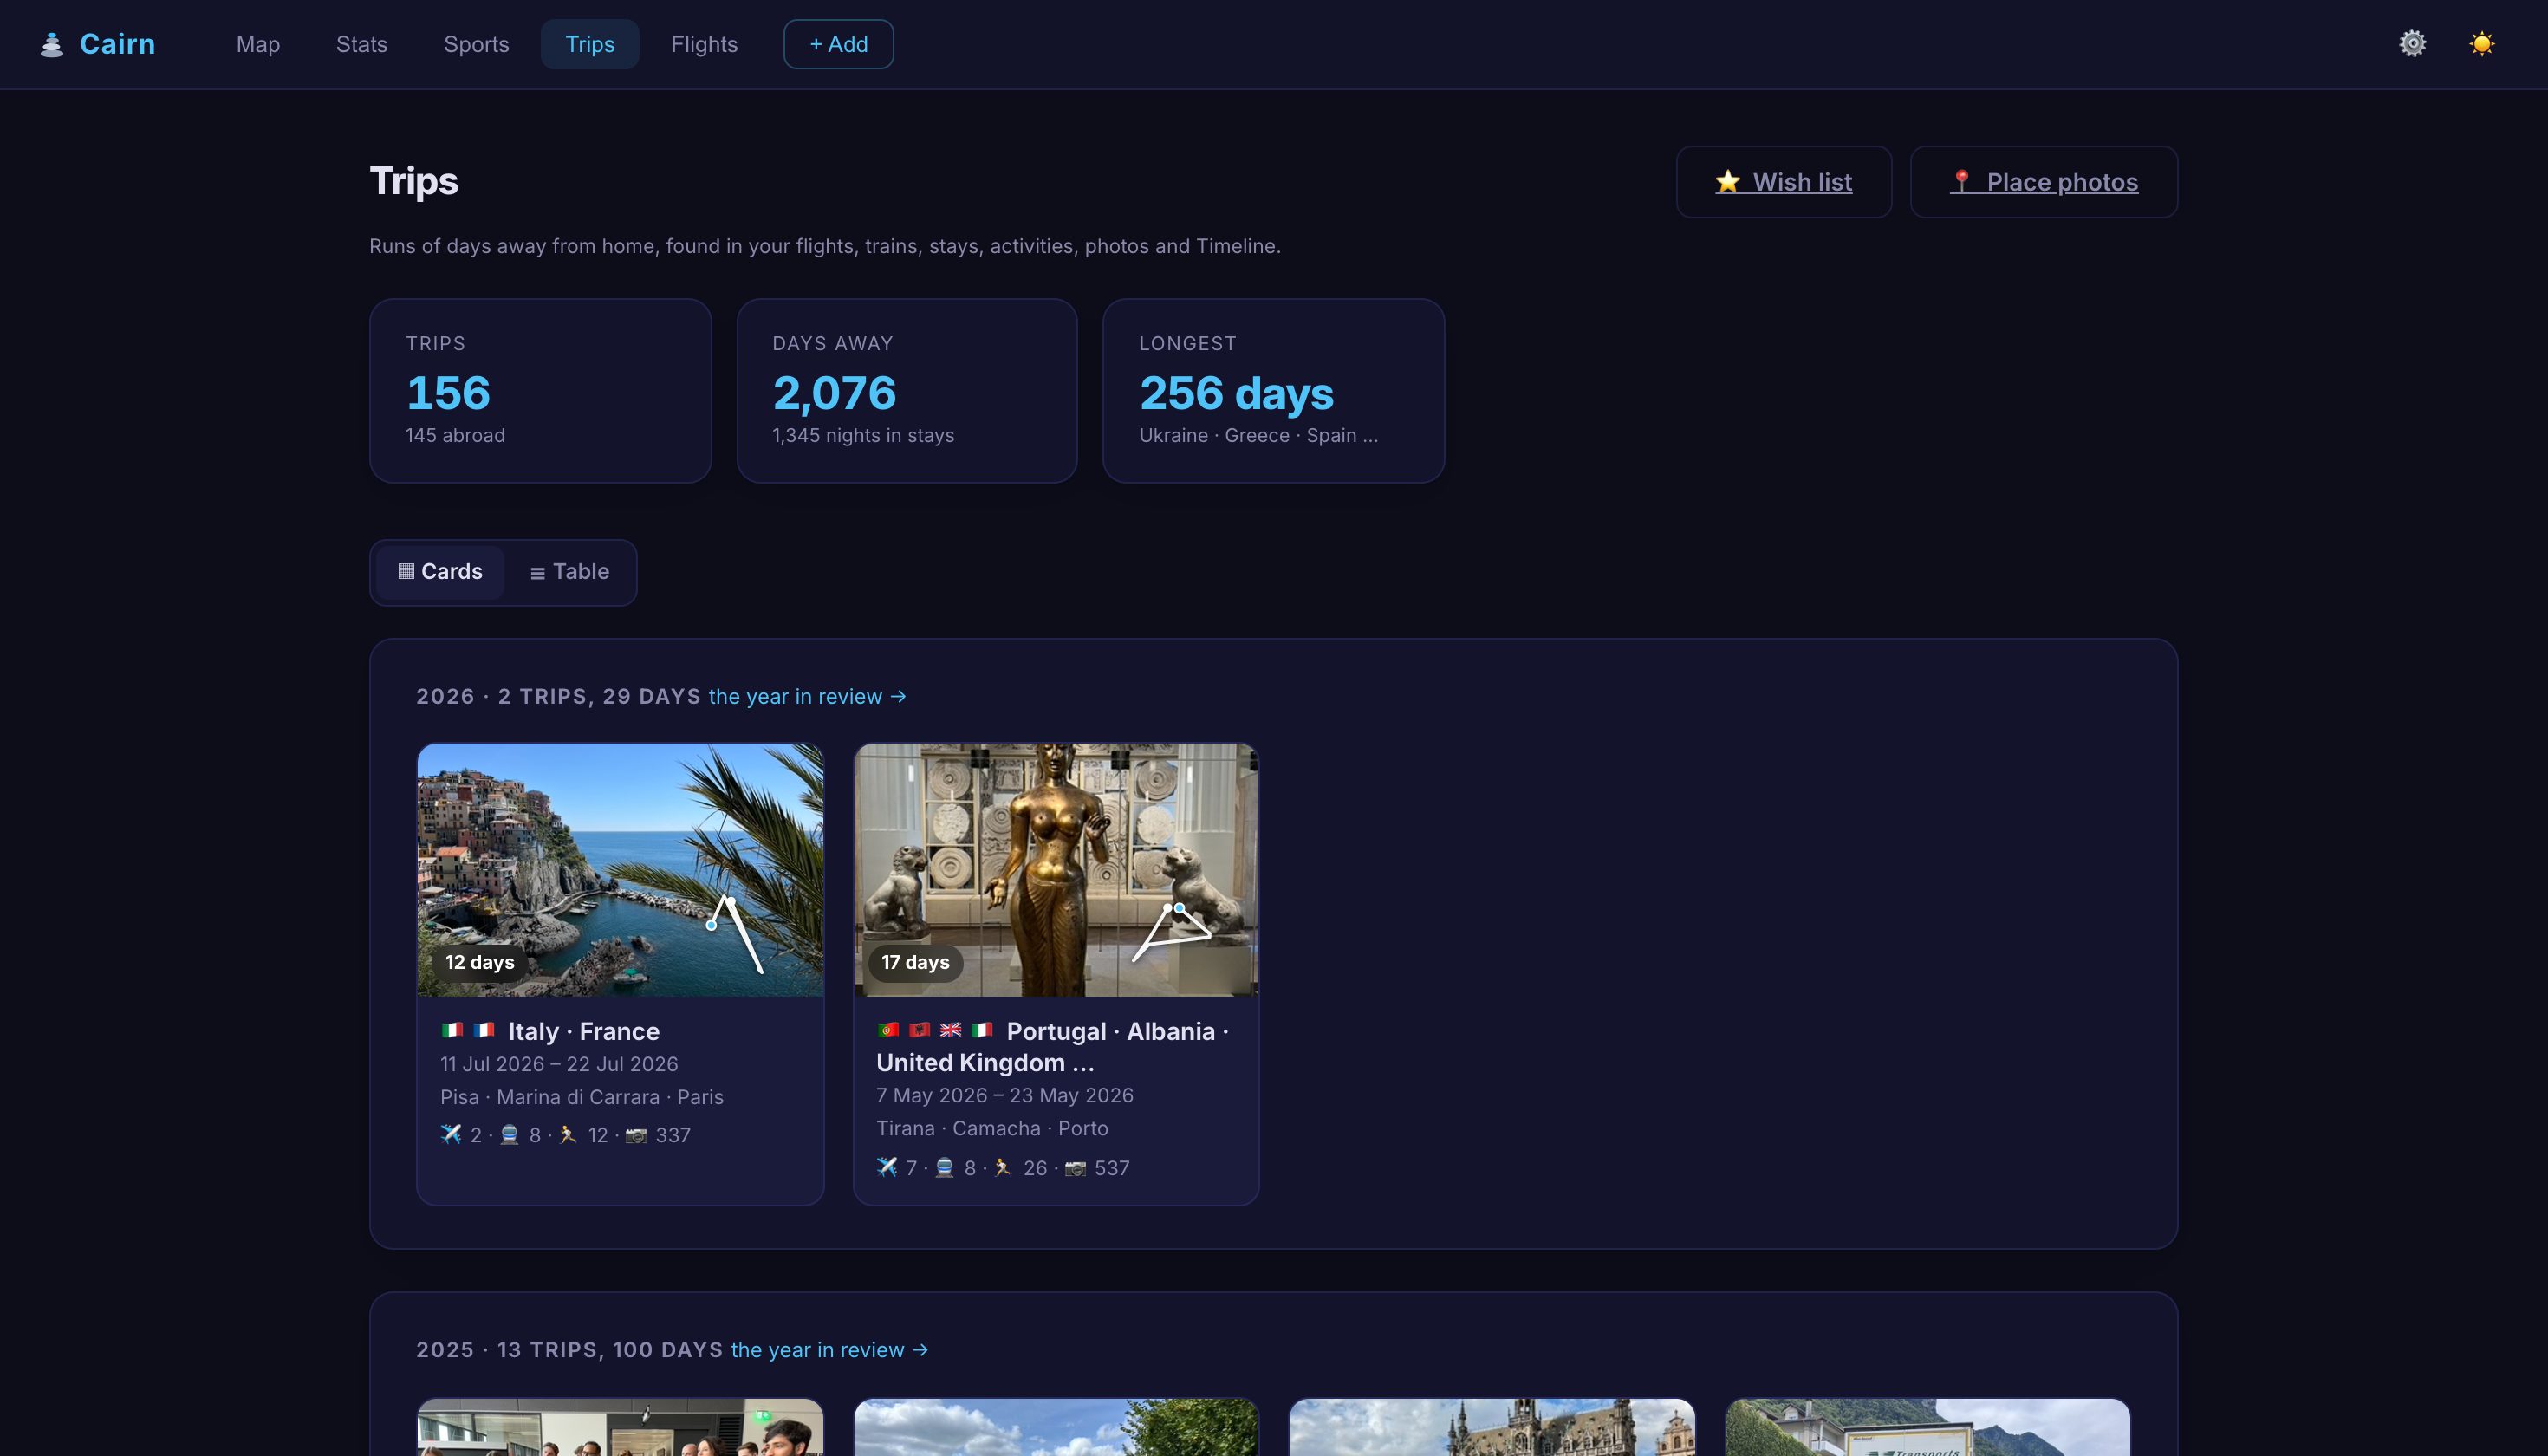 Cairn
Map
Stats
Sports
Trips
Flights
+ Add
Trips
Wish list
Place photos
Runs of days away from home, found in your flights, trains, stays, activities, photos and Timeline.
TRIPS
156
145 abroad
DAYS AWAY
2,076
1,345 nights in stays
LONGEST
256 days
Ukraine · Greece · Spain ...
Cards
Table
2026 · 2 TRIPS, 29 DAYS the year in review →
12 days
Italy · France
11 Jul 2026 – 22 Jul 2026
Pisa · Marina di Carrara · Paris
2 · 8 · 12 · 337
17 days
Portugal · Albania ·
United Kingdom ...
7 May 2026 – 23 May 2026
Tirana · Camacha · Porto
7 · 8 · 26 · 537
2025 · 13 TRIPS, 100 DAYS the year in review →
Transports